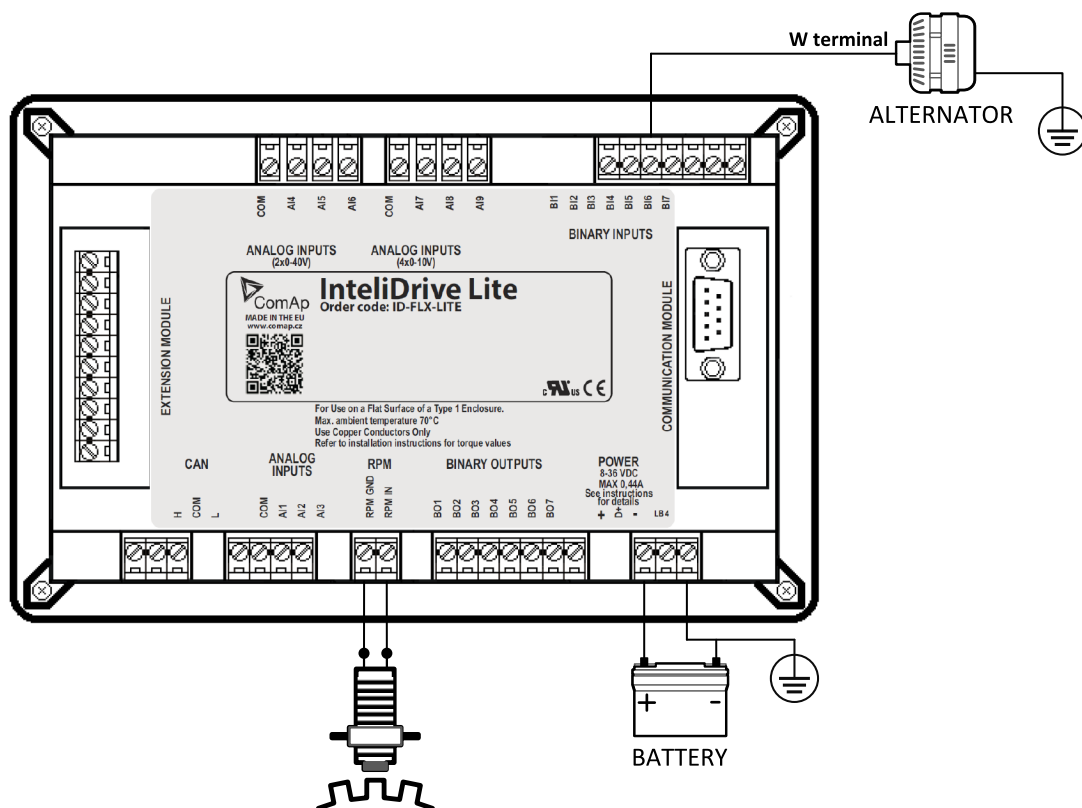 W terminal
ALTERNATOR
COM AI4 AI5 AI6 COM AI7 AI8 AI9 BI1 BI2 BI3 BI4 BI5 BI6 BI7
BINARY INPUTS
ANALOG INPUTS
(2x0-40V)
ANALOG INPUTS
(4x0-10V)
EXTENSION MODULE
COMMUNICATION MODULE
ComAp
MADE IN THE EU
www.comap.cz
InteliDrive Lite
Order code: ID-FLX-LITE
c US CE
For Use on a Flat Surface of a Type 1 Enclosure.
Max. ambient temperature 70°C
Use Copper Conductors Only
Refer to installation instructions for torque values
CAN
H COM L
ANALOG
INPUTS
COM AI1 AI2 AI3
RPM
RPM GND RPM IN
BINARY OUTPUTS
BO1 BO2 BO3 BO4 BO5 BO6 BO7
POWER
8-36 VDC
MAX 0,44A
See instructions
for details
+ D+ - LB4
+ -
BATTERY